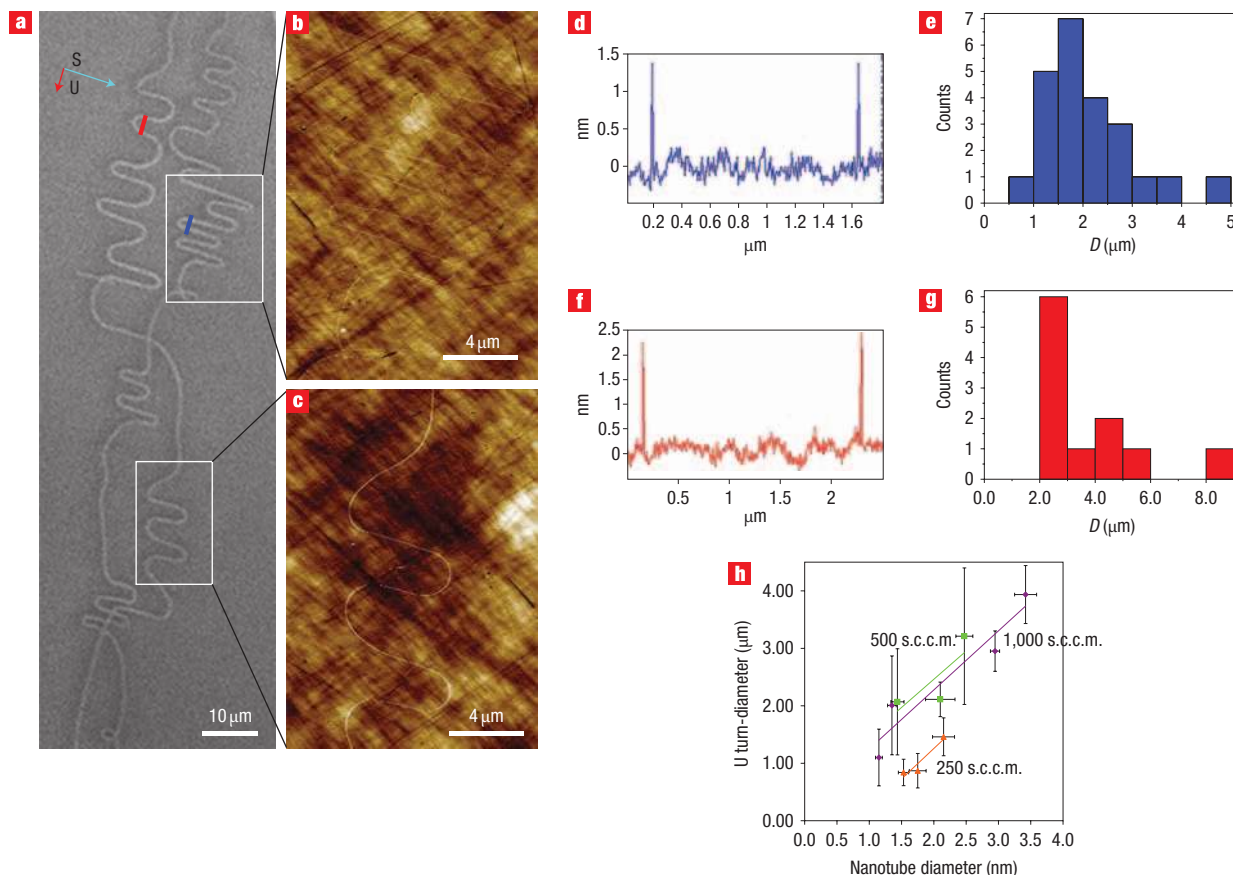 a
S
U
10 μm
b
4 μm
c
4 μm
d
1.5
1
0.5
0
nm
0.2 0.4 0.6 0.8 1 1.2 1.4 1.6
μm
e
7
6
5
4
3
2
1
0
Counts
0 1 2 3 4 5
D (μm)
f
2.5
2
1.5
1
0.5
0
nm
0.5 1 1.5 2
μm
g
6
5
4
3
2
1
0
Counts
0.0 2.0 4.0 6.0 8.0
D (μm)
h
4.00
3.00
2.00
1.00
0.00
U turn-diameter (μm)
500 s.c.c.m.
1,000 s.c.c.m.
250 s.c.c.m.
0.0 0.5 1.0 1.5 2.0 2.5 3.0 3.5 4.0
Nanotube diameter (nm)